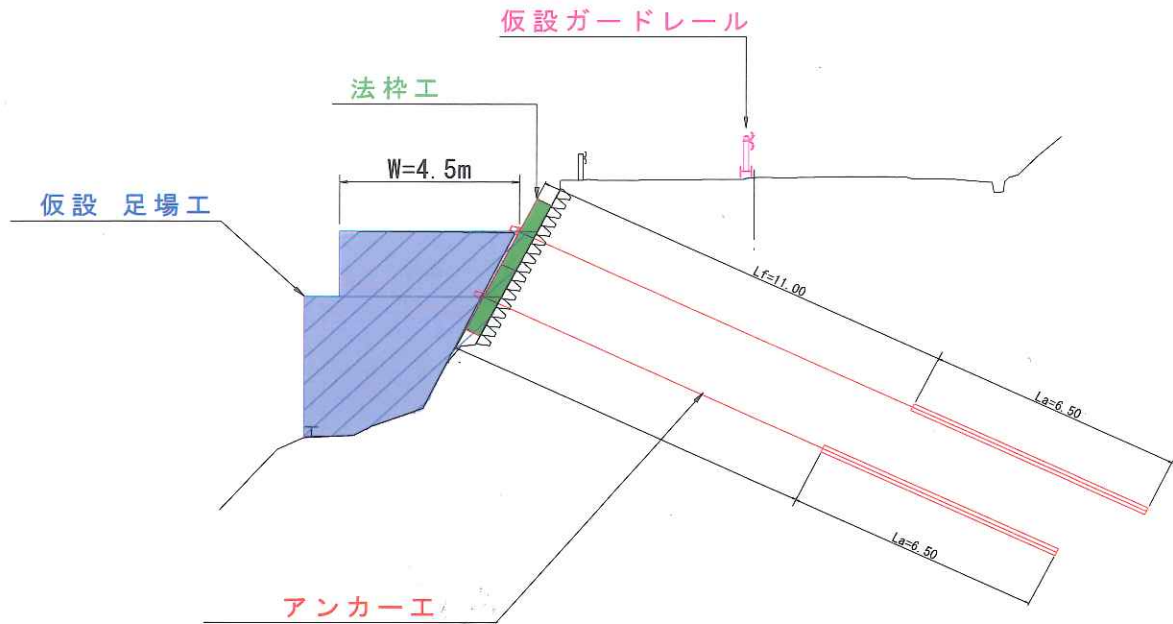 仮設ガードレール
法枠工
W=4.5m
仮設 足場工
Lf=11.00
La=6.50
La=6.50
アンカー工